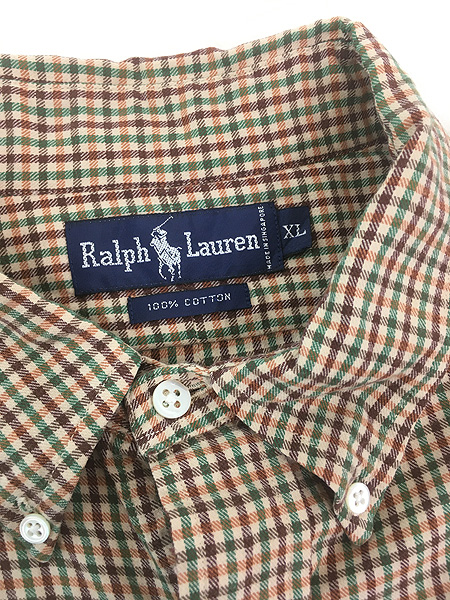 Ralph Lauren
MADE IN SINGAPORE
XL
100% COTTON